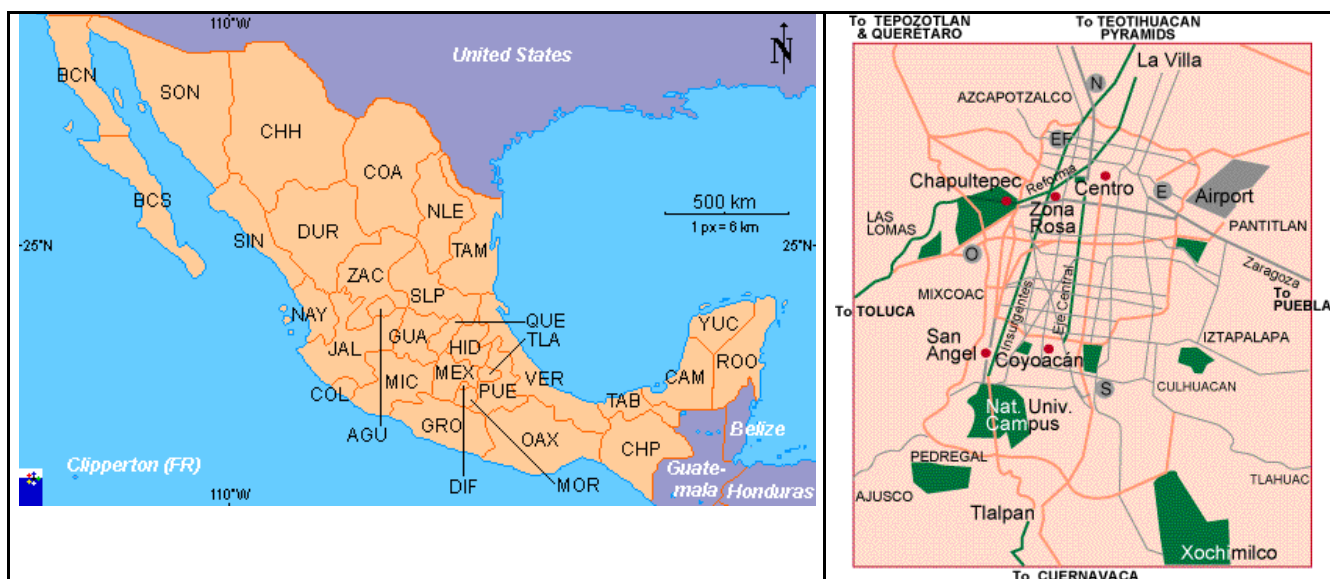 110°W
United States
N
BCN
SON
CHH
COA
BCS
NLE
500 km
1 px = 6 km
25°N
SIN
DUR
TAM
25°N
ZAC
SLP
NAY
QUE
YUC
GUA
TLA
JAL
HID
ROO
MEX
CAM
MIC
PUE
VER
COL
TAB
GRO
Belize
AGU
OAX
CHP
Clipperton (FR)
Guate-
mala
Honduras
110°W
DIF
MOR
To TEPOZOTLAN
& QUERÉTARO
To TEOTIHUACAN
PYRAMIDS
La Villa
N
AZCAPOTZALCO
EF
Reforma
Chapultepec
Centro
E
Airport
LAS
LOMAS
Zona
Rosa
PANTITLAN
O
Zaragoza
MIXCOAC
To
PUEBLA
To TOLUCA
Insurgentes
Eje Central
San
Angel
IZTAPALAPA
Coyoacán
S
CULHUACAN
Nat. Univ.
Campus
PEDREGAL
TLAHUAC
AJUSCO
Tlalpan
Xochimilco
To CUERNAVACA